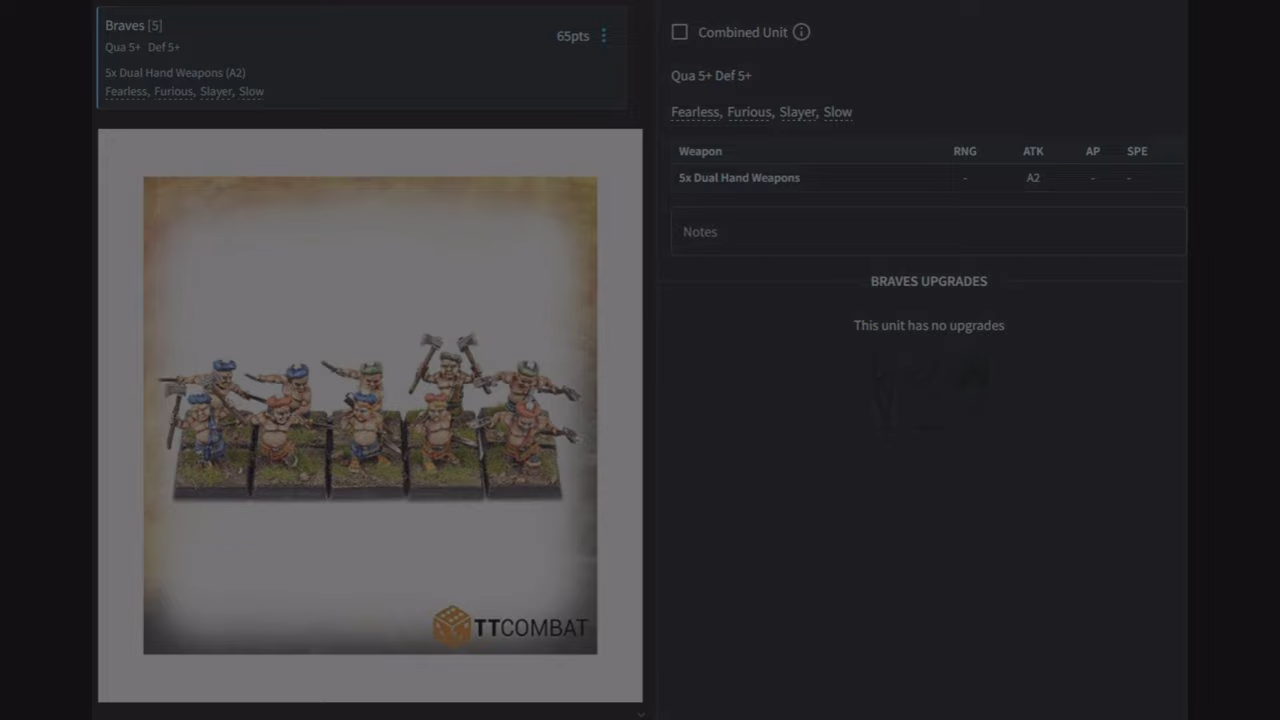 Braves [5]
65pts
Qua 5+ Def 5+
5x Dual Hand Weapons (A2)
Fearless, Furious, Slayer, Slow
TTCOMBAT
Combined Unit
Qua 5+ Def 5+
Fearless, Furious, Slayer, Slow
Weapon RNG ATK AP SPE
5x Dual Hand Weapons - A2 - -
Notes
BRAVES UPGRADES
This unit has no upgrades